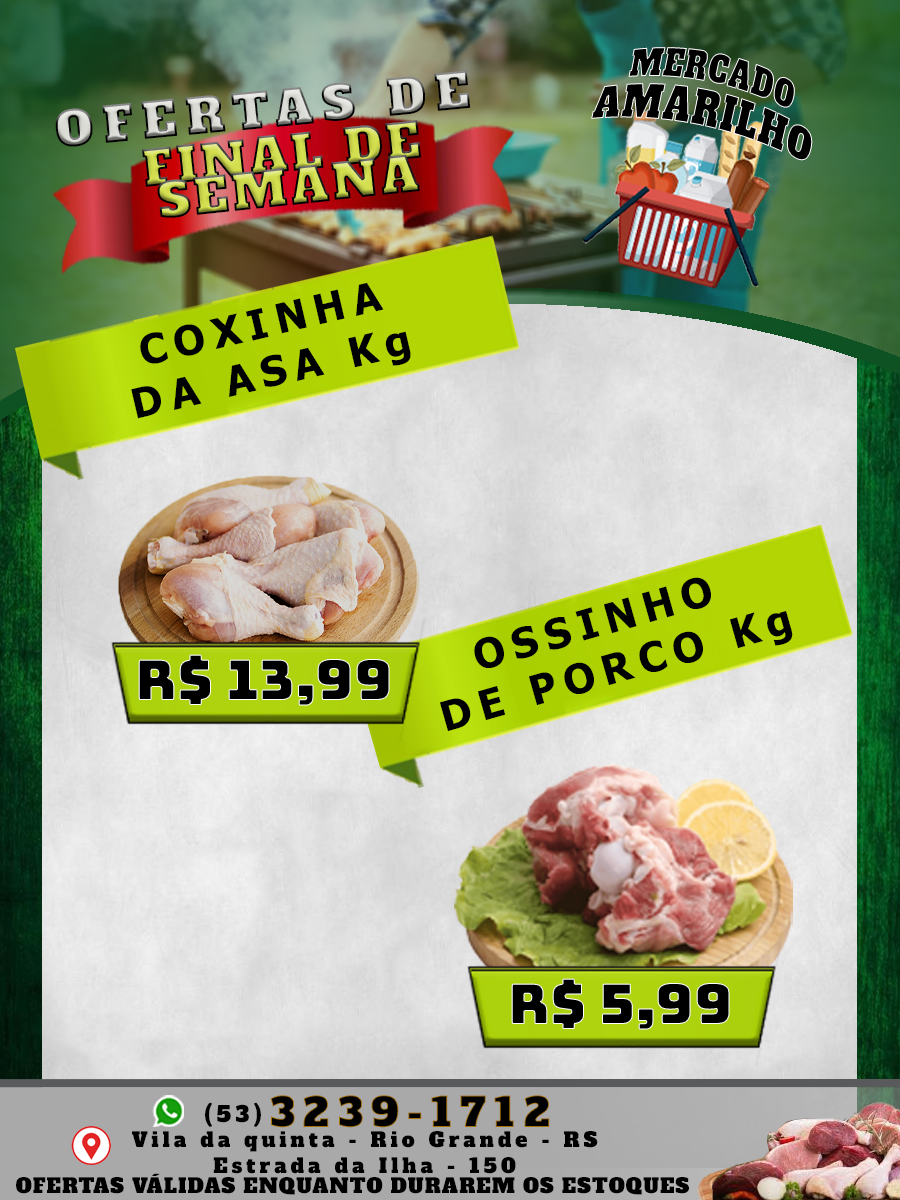 OFERTAS DE
FINAL DE
SEMANA
MERCADO
AMARILHO
COXINHA
DA ASA Kg
R$ 13,99
OSSINHO
DE PORCO Kg
R$ 5,99
(53) 3239-1712
Vila da quinta - Rio Grande - RS
Estrada da Ilha - 150
OFERTAS VÁLIDAS ENQUANTO DURAREM OS ESTOQUES